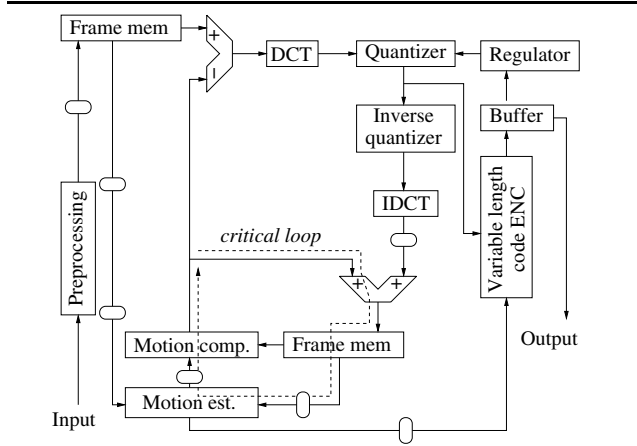 Frame mem
+
−
DCT
Quantizer
Regulator
Inverse
quantizer
Buffer
IDCT
Variable length
code ENC
Preprocessing
critical loop
+ +
Motion comp.
Frame mem
Output
Motion est.
Input